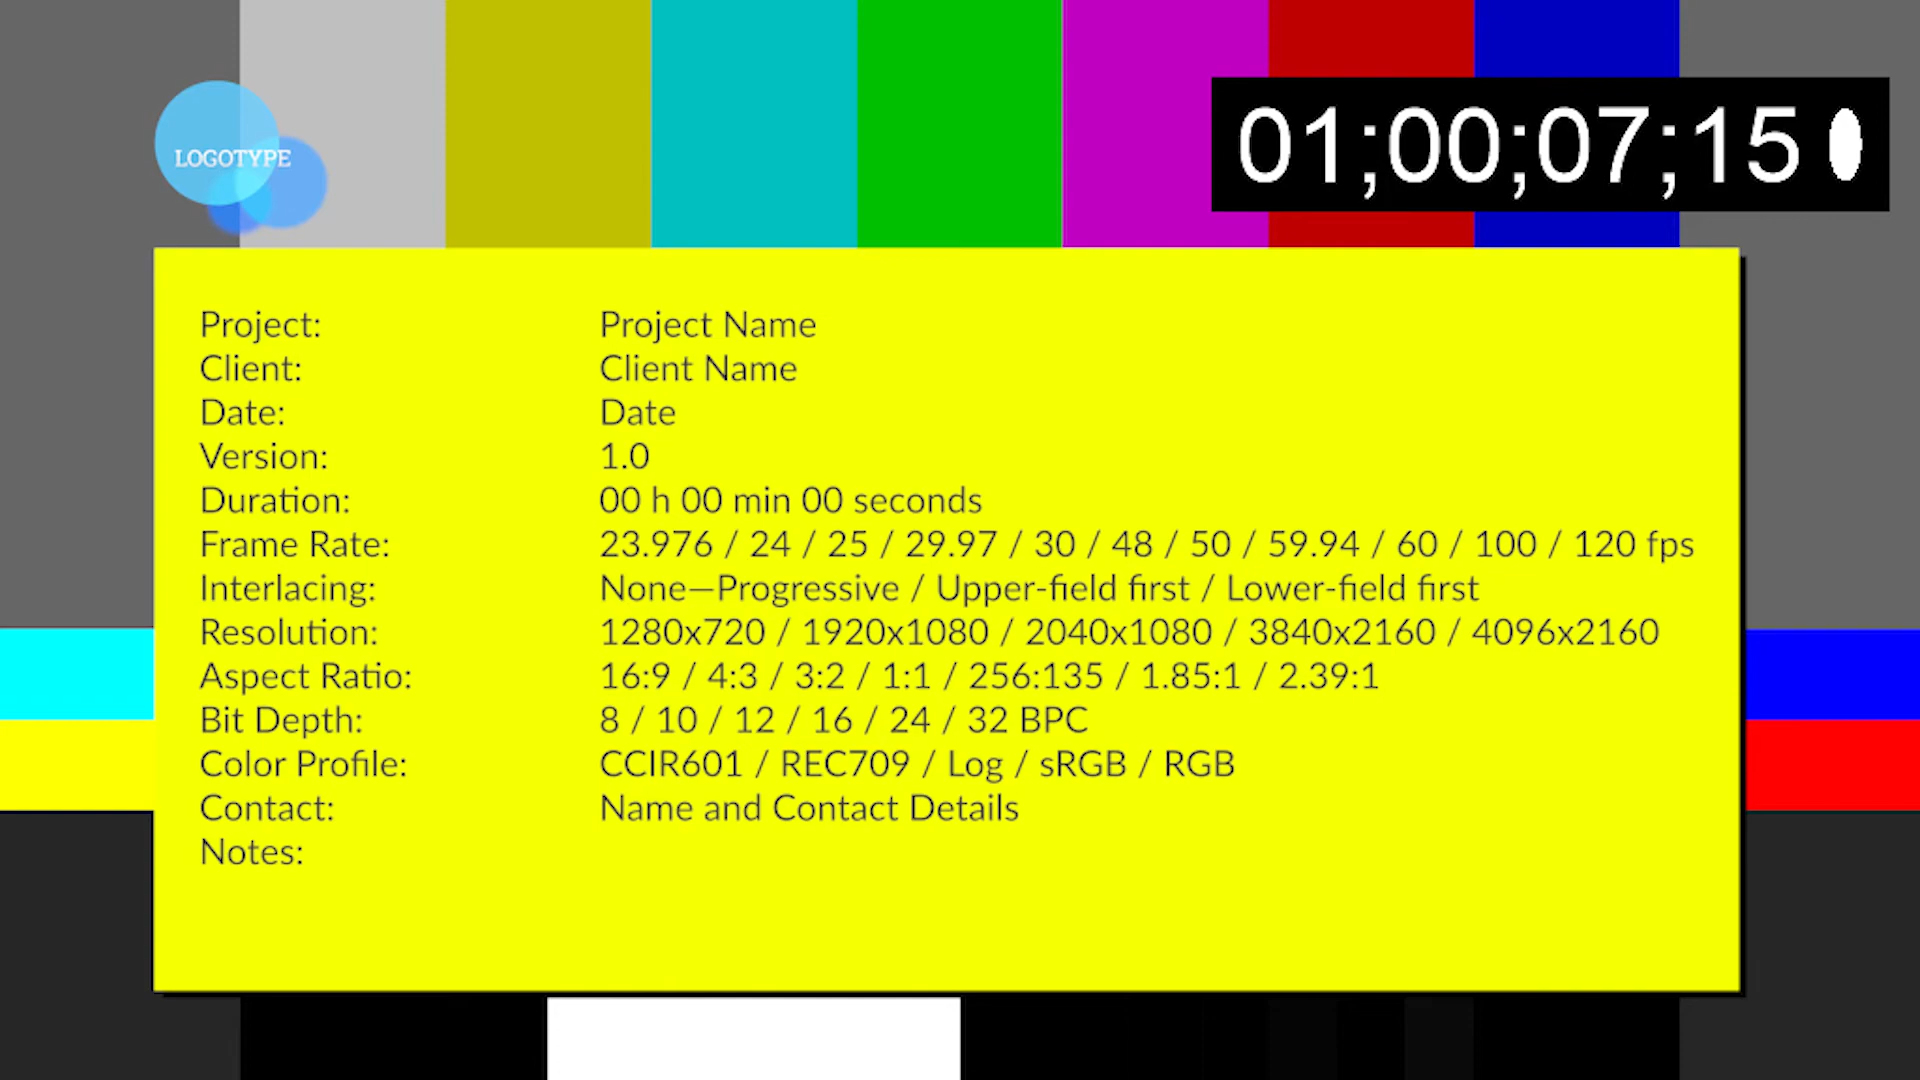 LOGOTYPE
01;00;07;15
Project: Project Name
Client: Client Name
Date: Date
Version: 1.0
Duration: 00 h 00 min 00 seconds
Frame Rate: 23.976 / 24 / 25 / 29.97 / 30 / 48 / 50 / 59.94 / 60 / 100 / 120 fps
Interlacing: None—Progressive / Upper-field first / Lower-field first
Resolution: 1280x720 / 1920x1080 / 2040x1080 / 3840x2160 / 4096x2160
Aspect Ratio: 16:9 / 4:3 / 3:2 / 1:1 / 256:135 / 1.85:1 / 2.39:1
Bit Depth: 8 / 10 / 12 / 16 / 24 / 32 BPC
Color Profile: CCIR601 / REC709 / Log / sRGB / RGB
Contact: Name and Contact Details
Notes: